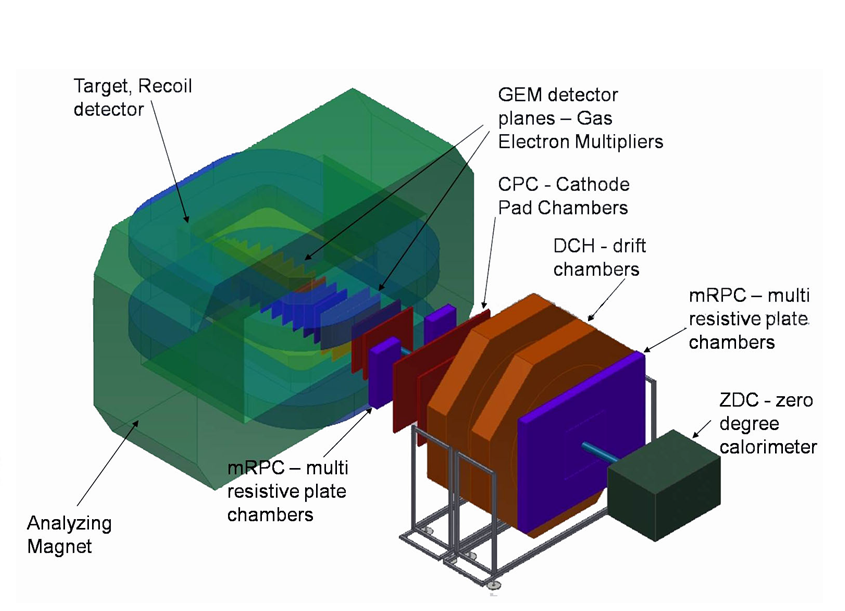 Target, Recoil
detector
GEM detector
planes – Gas
Electron Multipliers
CPC - Cathode
Pad Chambers
DCH - drift
chambers
mRPC – multi
resistive plate
chambers
ZDC - zero
degree
calorimeter
mRPC – multi
resistive plate
chambers
Analyzing
Magnet